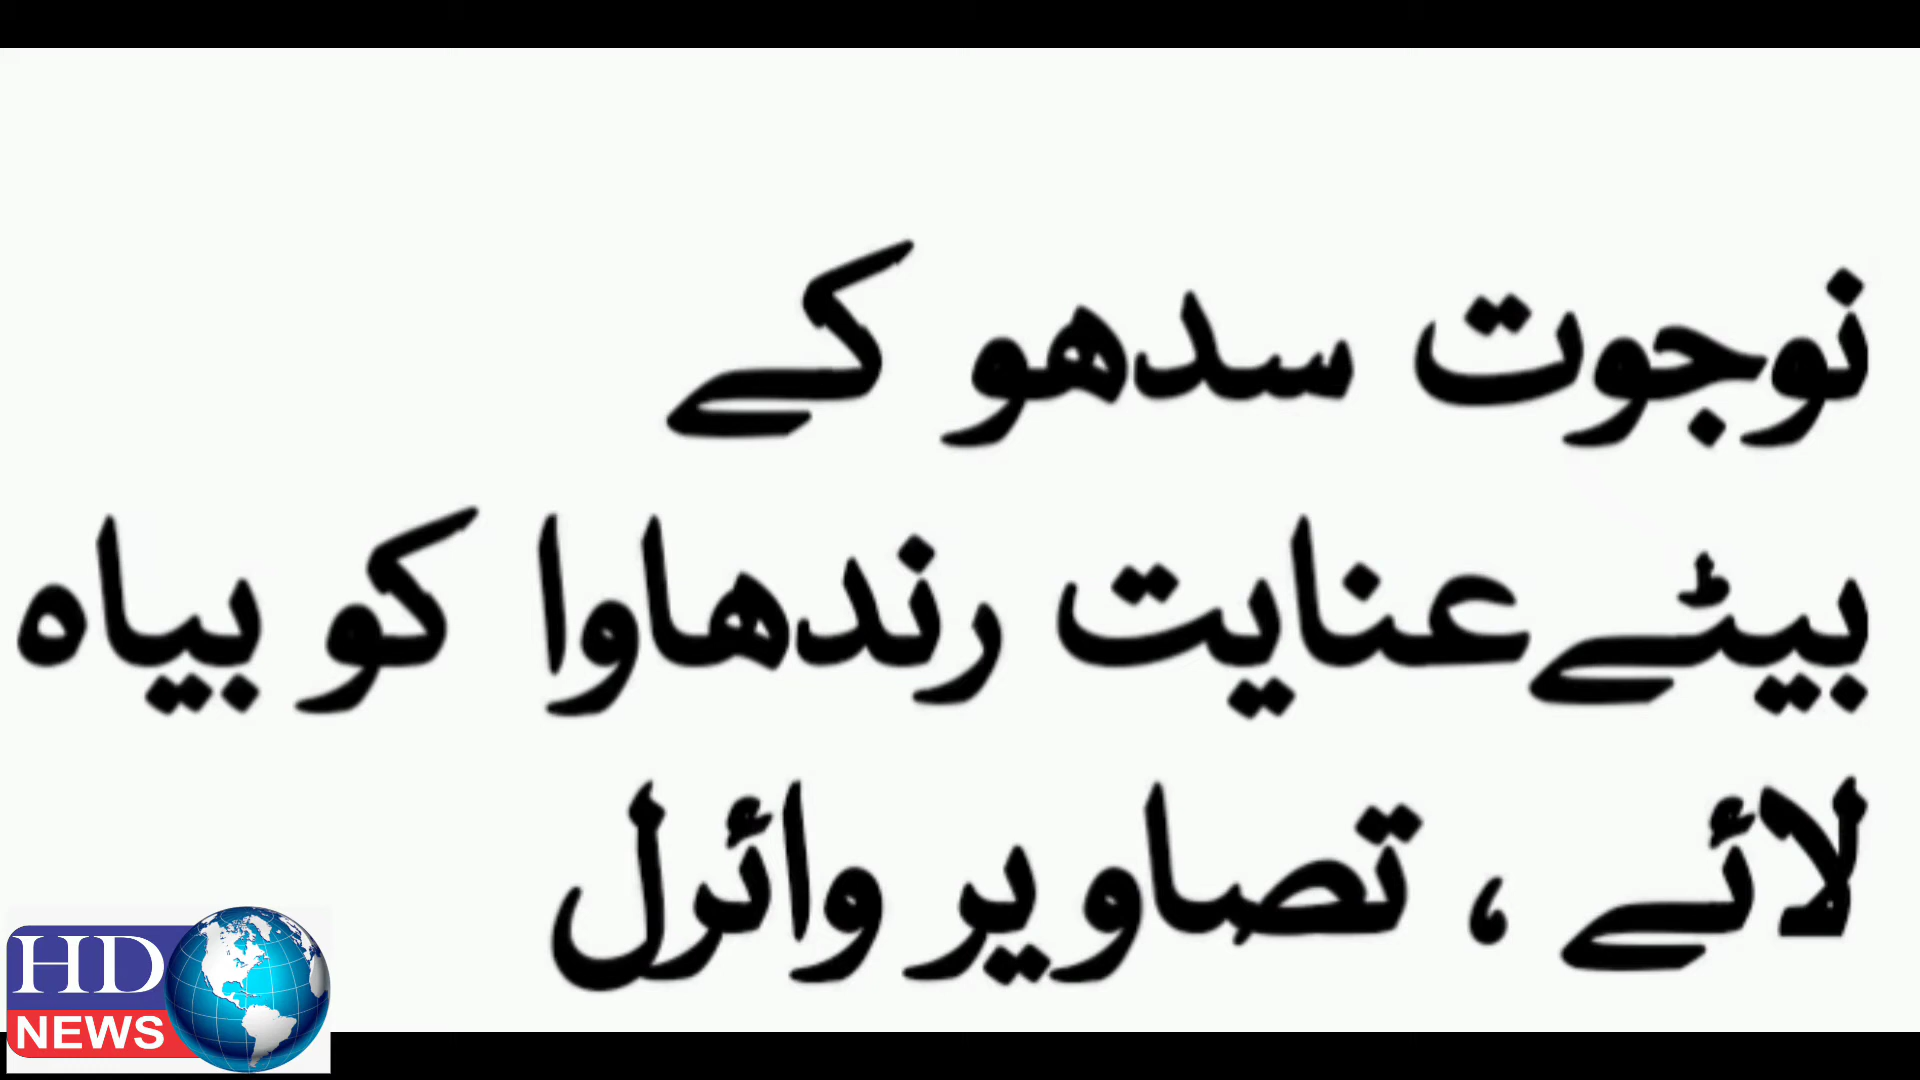 نوجوت سدھو کے
بیٹے عنایت رندھاوا کو بیاہ
لائے ، تصاویر وائرل
HD
NEWS